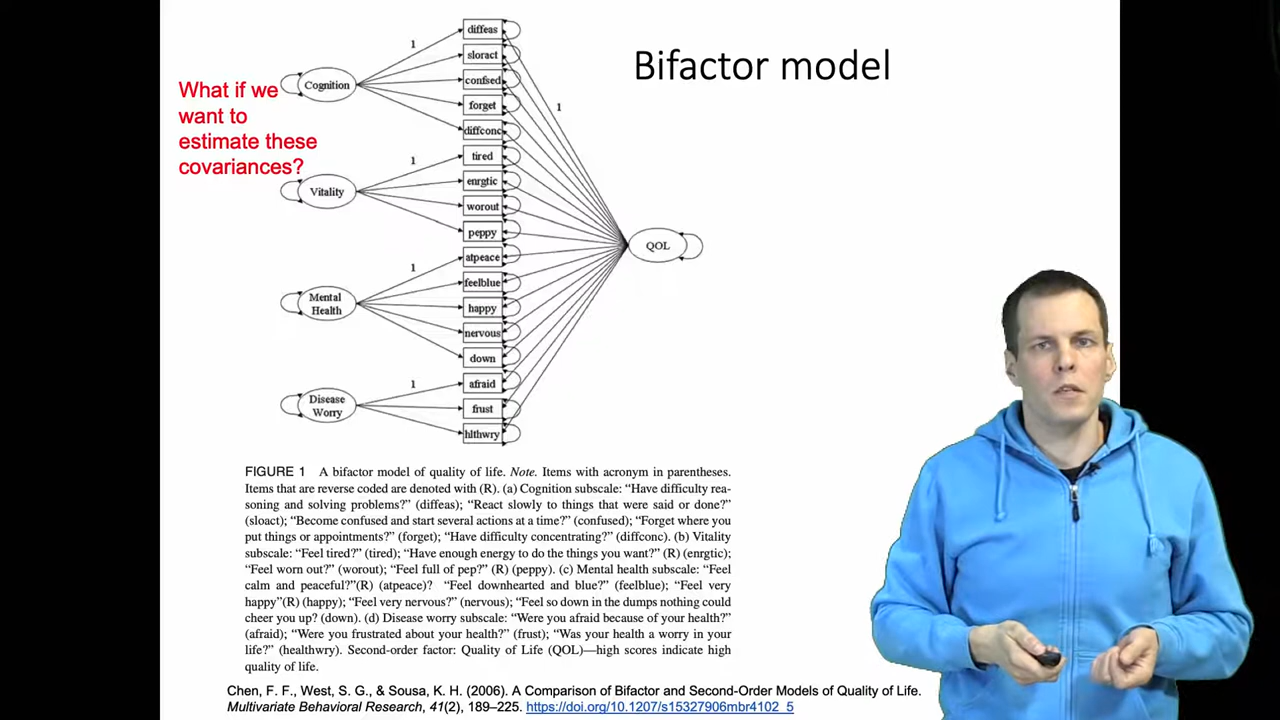 Bifactor model
What if we
want to
estimate these
covariances?
Cognition
Vitality
Mental
Health
Disease
Worry
1
1
1
1
diffeas
sloract
confsed
forget
diffconc
tired
enrgtic
worout
peppy
atpeace
feelblue
happy
nervous
down
afraid
frust
hlthwry
1
QOL
FIGURE 1 A bifactor model of quality of life. Note. Items with acronym in parentheses.
Items that are reverse coded are denoted with (R). (a) Cognition subscale: “Have difficulty rea-
soning and solving problems?” (diffeas); “React slowly to things that were said or done?”
(sloact); “Become confused and start several actions at a time?” (confused); “Forget where you
put things or appointments?” (forget); “Have difficulty concentrating?” (diffconc). (b) Vitality
subscale: “Feel tired?” (tired); “Have enough energy to do the things you want?” (R) (enrgtic);
“Feel worn out?” (worout); “Feel full of pep?” (R) (peppy). (c) Mental health subscale: “Feel
calm and peaceful?”(R) (atpeace)? “Feel downhearted and blue?” (feelblue); “Feel very
happy”(R) (happy); “Feel very nervous?” (nervous); “Feel so down in the dumps nothing could
cheer you up? (down). (d) Disease worry subscale: “Were you afraid because of your health?”
(afraid); “Were you frustrated about your health?” (frust); “Was your health a worry in your
life?” (healthwry). Second-order factor: Quality of Life (QOL)—high scores indicate high
quality of life.
Chen, F. F., West, S. G., & Sousa, K. H. (2006). A Comparison of Bifactor and Second-Order Models of Quality of Life.
Multivariate Behavioral Research, 41(2), 189–225. https://doi.org/10.1207/s15327906mbr4102_5